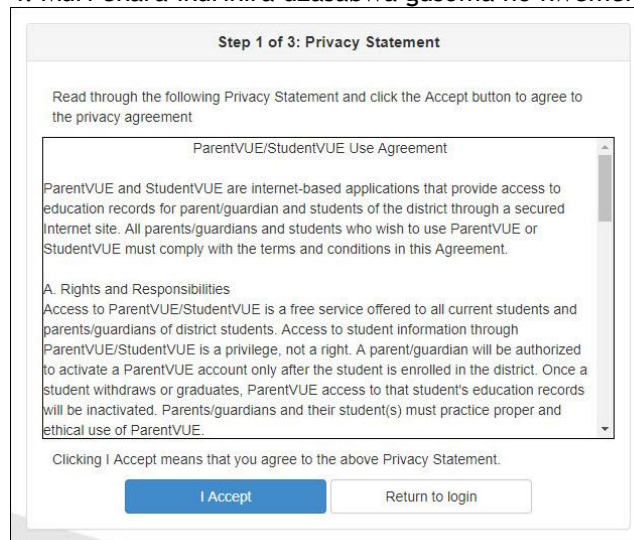 Step 1 of 3: Privacy Statement
Read through the following Privacy Statement and click the Accept button to agree to
the privacy agreement
ParentVUE/StudentVUE Use Agreement
ParentVUE and StudentVUE are internet-based applications that provide access to
education records for parent/guardian and students of the district through a secured
Internet site. All parents/guardians and students who wish to use ParentVUE or
StudentVUE must comply with the terms and conditions in this Agreement.
A. Rights and Responsibilities
Access to ParentVUE/StudentVUE is a free service offered to all current students and
parents/guardians of district students. Access to student information through
ParentVUE/StudentVUE is a privilege, not a right. A parent/guardian will be authorized
to activate a ParentVUE account only after the student is enrolled in the district. Once a
student withdraws or graduates, ParentVUE access to that student's education records
will be inactivated. Parents/guardians and their student(s) must practice proper and
ethical use of ParentVUE.
Clicking I Accept means that you agree to the above Privacy Statement.
I Accept
Return to login